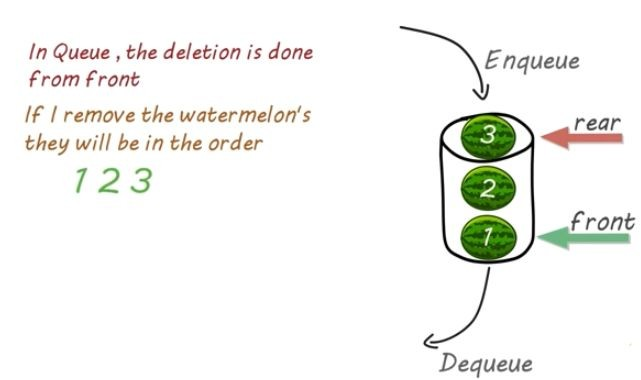 In Queue , the deletion is done
from front
If I remove the watermelon's
they will be in the order
1 2 3
Enqueue
3
rear
2
1
front
Dequeue